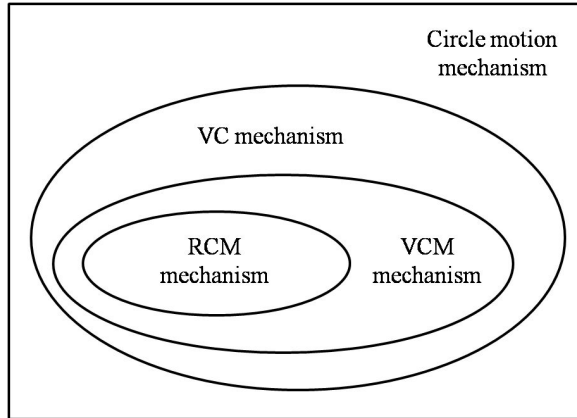 Circle motion
mechanism
VC mechanism
RCM
mechanism
VCM
mechanism